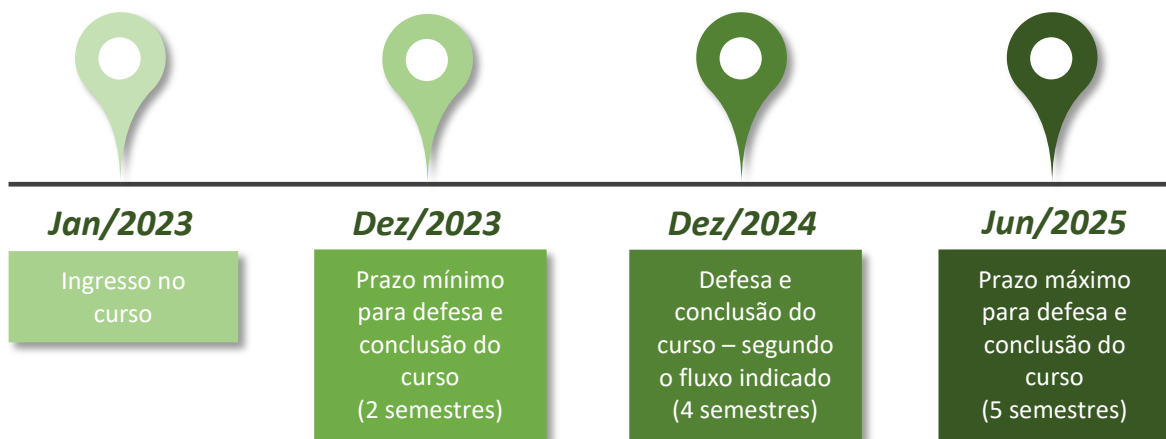 Jan/2023
Ingresso no
curso
Dez/2023
Prazo mínimo
para defesa e
conclusão do
curso
(2 semestres)
Dez/2024
Defesa e
conclusão do
curso – segundo
o fluxo indicado
(4 semestres)
Jun/2025
Prazo máximo
para defesa e
conclusão do
curso
(5 semestres)